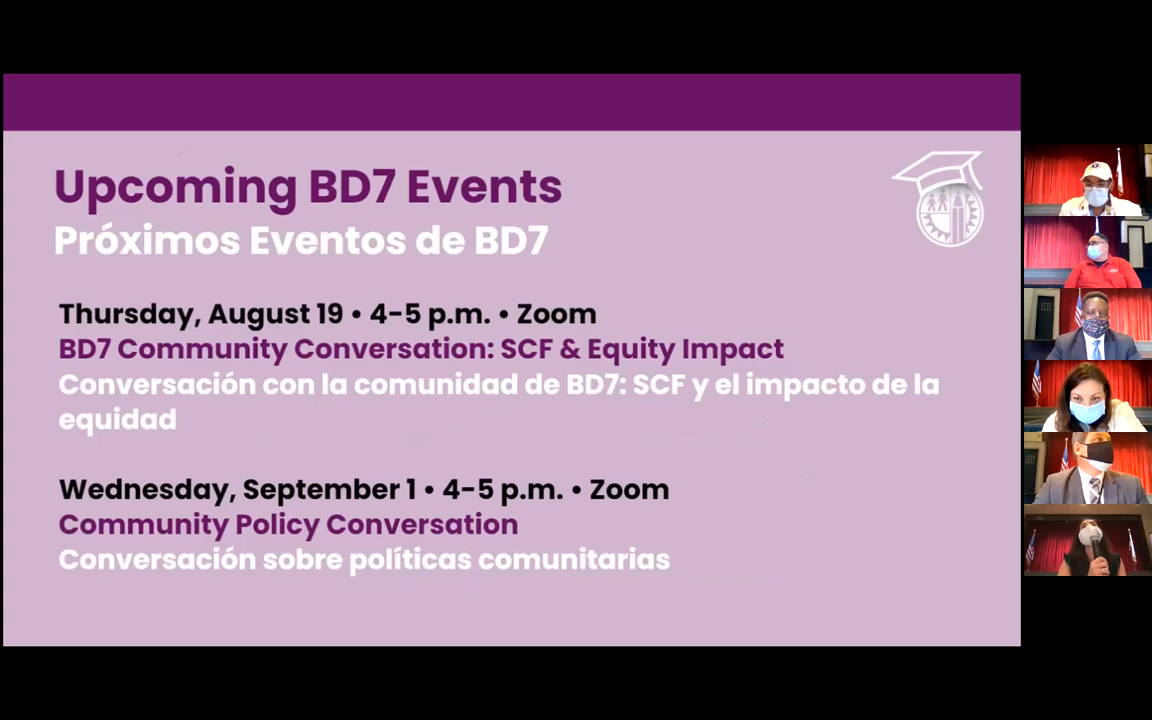 Upcoming BD7 Events
Próximos Eventos de BD7
Thursday, August 19 • 4-5 p.m. • Zoom
BD7 Community Conversation: SCF & Equity Impact
Conversación con la comunidad de BD7: SCF y el impacto de la
equidad
Wednesday, September 1 • 4-5 p.m. • Zoom
Community Policy Conversation
Conversación sobre políticas comunitarias